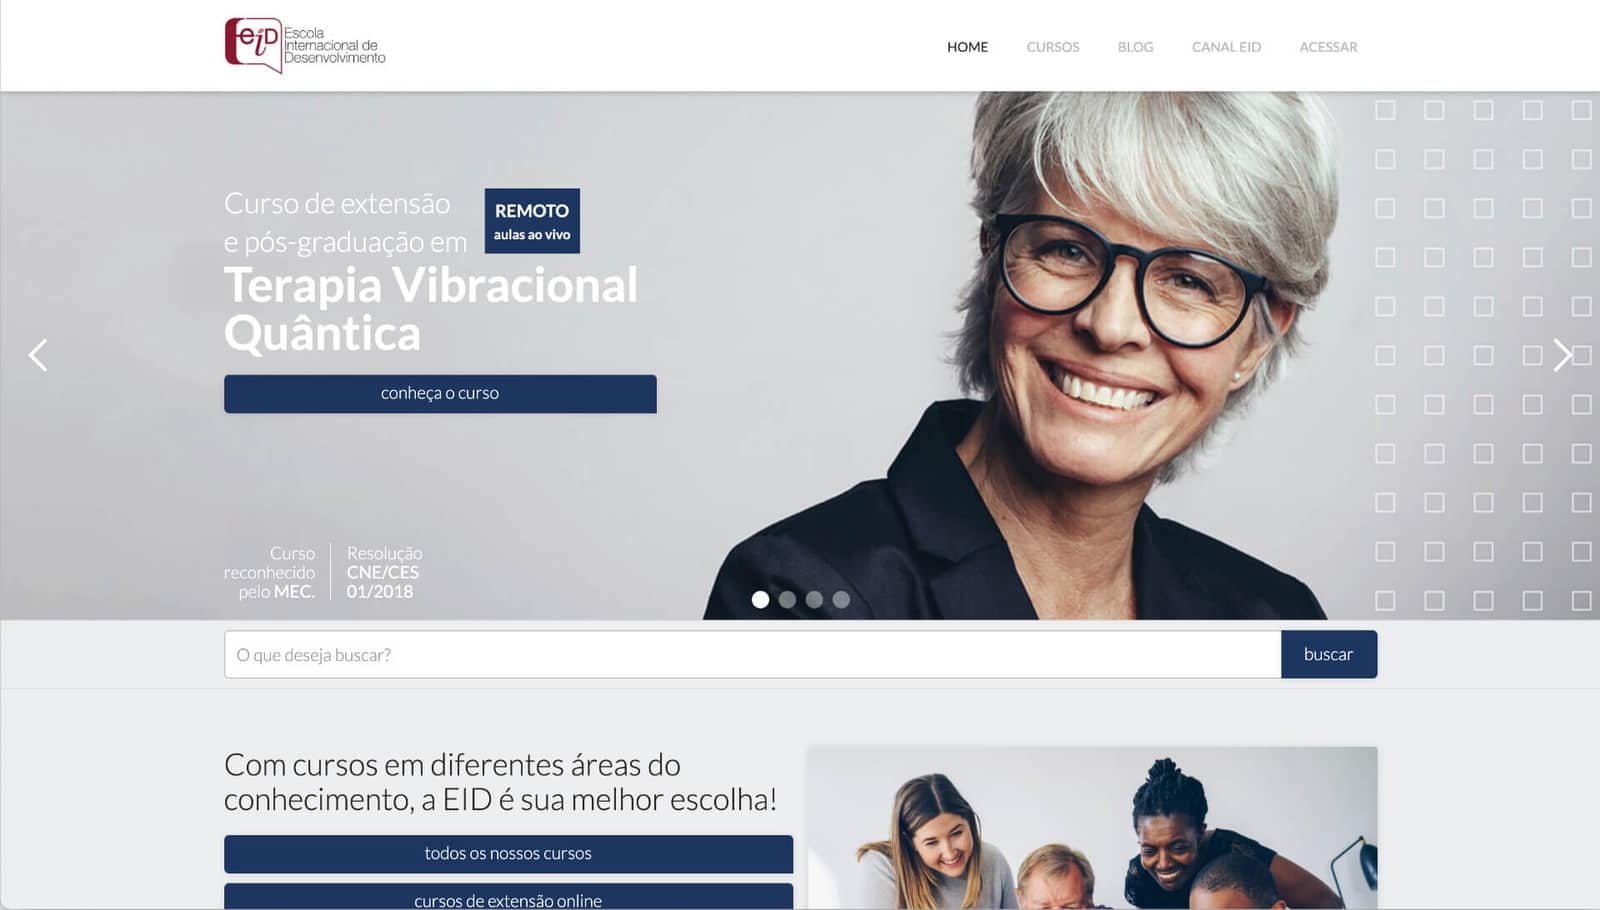 eiD
Escola
Internacional de
Desenvolvimento
HOME
CURSOS
BLOG
CANAL EID
ACESSAR
Curso de extensão
e pós-graduação em
REMOTO
aulas ao vivo
Terapia Vibracional
Quântica
conheça o curso
Curso
reconhecido
pelo MEC.
Resolução
CNE/CES
01/2018
O que deseja buscar?
buscar
Com cursos em diferentes áreas do
conhecimento, a EID é sua melhor escolha!
todos os nossos cursos
cursos de extensão online